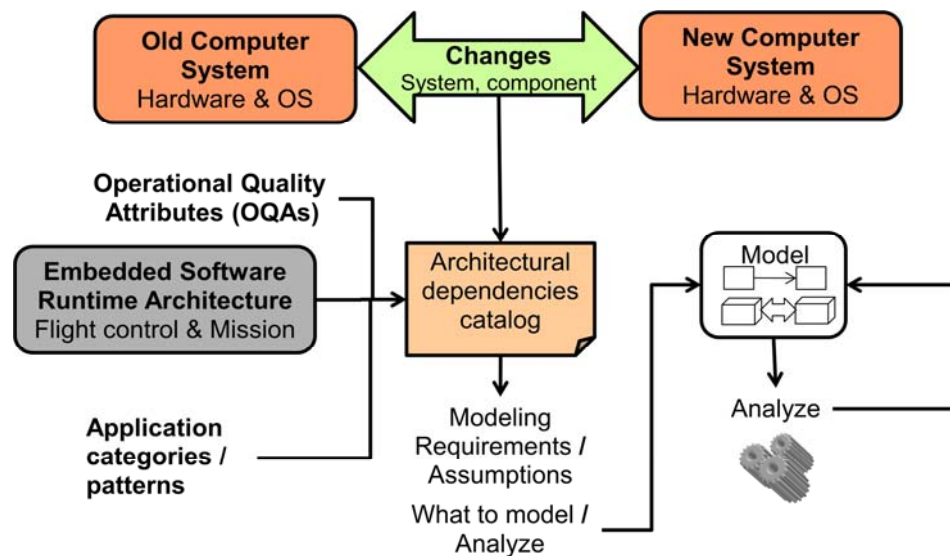 Old Computer
System
Hardware & OS
Changes
System, component
New Computer
System
Hardware & OS
Operational Quality
Attributes (OQAs)
Embedded Software
Runtime Architecture
Flight control & Mission
Application
categories /
patterns
Architectural
dependencies
catalog
Modeling
Requirements /
Assumptions
What to model /
Analyze
Model
Analyze